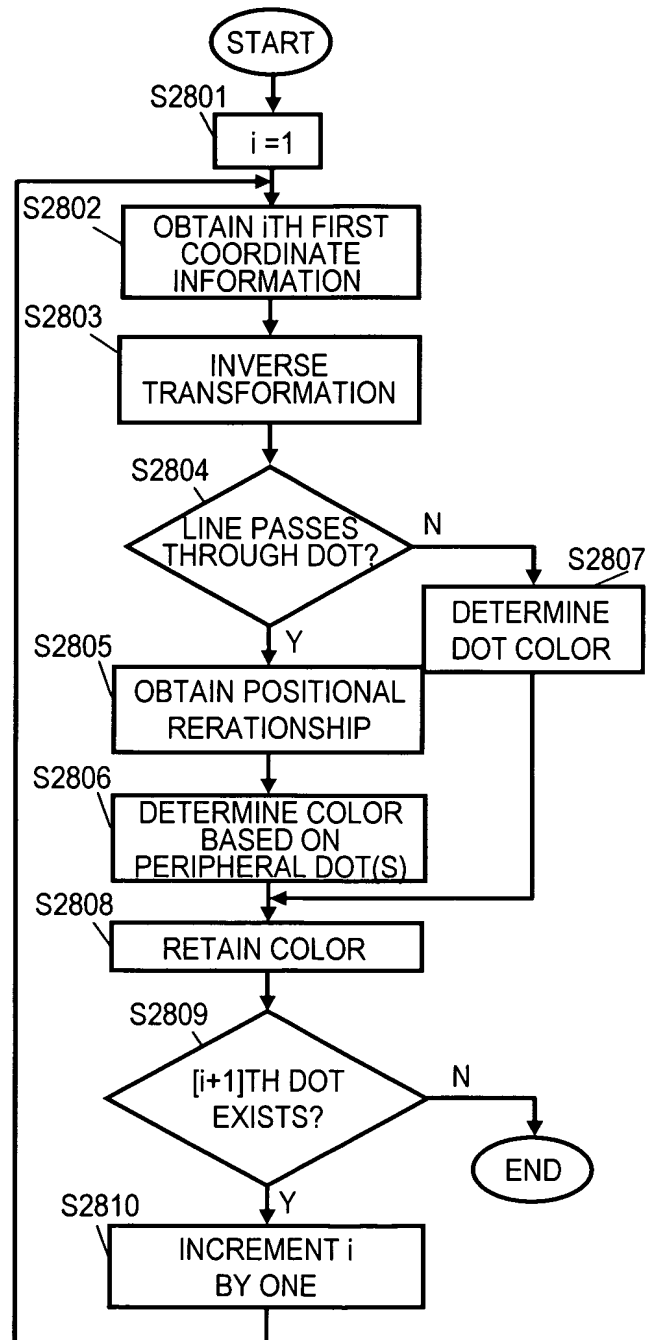 START
S2801
i =1
S2802
OBTAIN iTH FIRST
COORDINATE
INFORMATION
S2803
INVERSE
TRANSFORMATION
S2804
LINE PASSES
THROUGH DOT?
N
S2807
DETERMINE
DOT COLOR
Y
S2805
OBTAIN POSITIONAL
RERATIONSHIP
S2806
DETERMINE COLOR
BASED ON
PERIPHERAL DOT(S)
S2808
RETAIN COLOR
S2809
[i+1]TH DOT
EXISTS?
N
END
Y
S2810
INCREMENT i
BY ONE